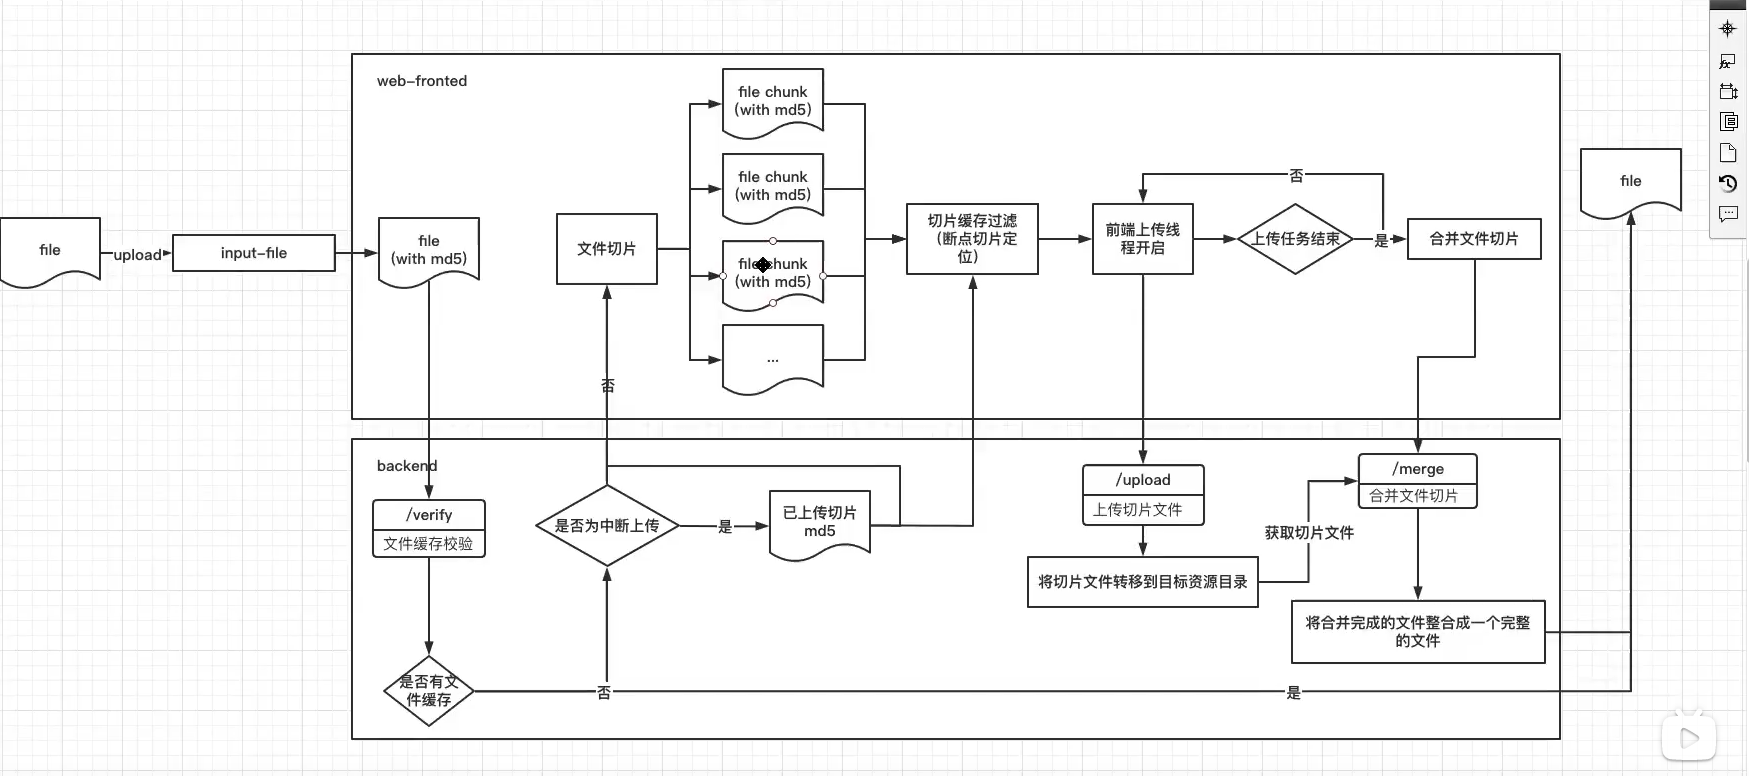 web-fronted
file
upload
input-file
file
(with md5)
文件切片
file chunk
(with md5)
file chunk
(with md5)
file chunk
(with md5)
...
切片缓存过滤
（断点切片定
位）
前端上传线
程开启
否
上传任务结束
是
合并文件切片
file
否
backend
/verify
文件缓存校验
是否为中断上传
是
已上传切片
md5
/upload
上传切片文件
将切片文件转移到目标资源目录
获取切片文件
/merge
合并文件切片
将合并完成的文件整合成一个完整
的文件
是否有文
件缓存
否
是